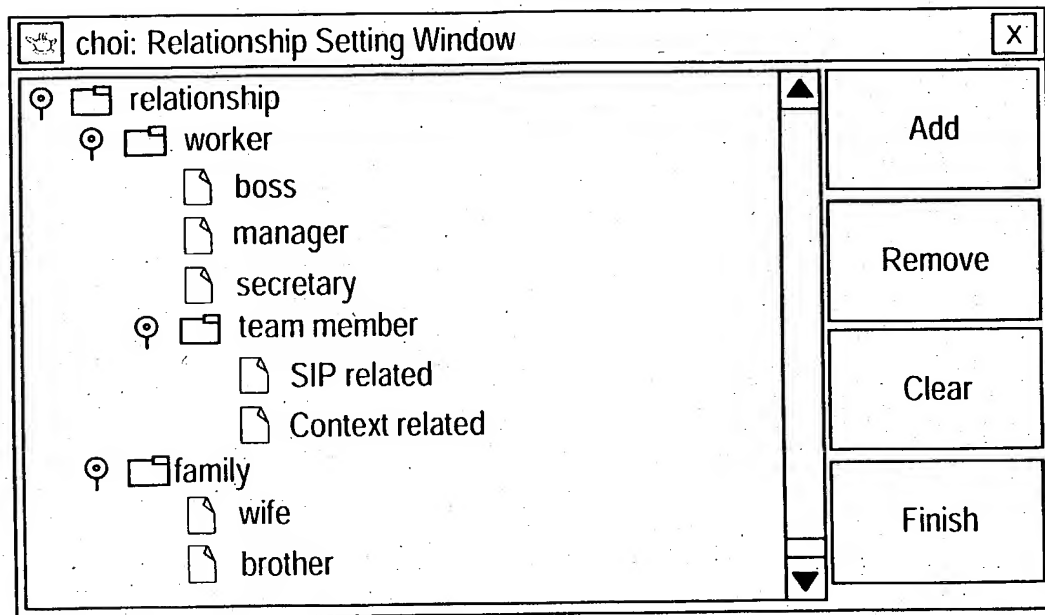 choi: Relationship Setting Window X
relationship
worker
boss
manager
secretary
team member
SIP related
Context related
family
wife
brother
Add
Remove
Clear
Finish